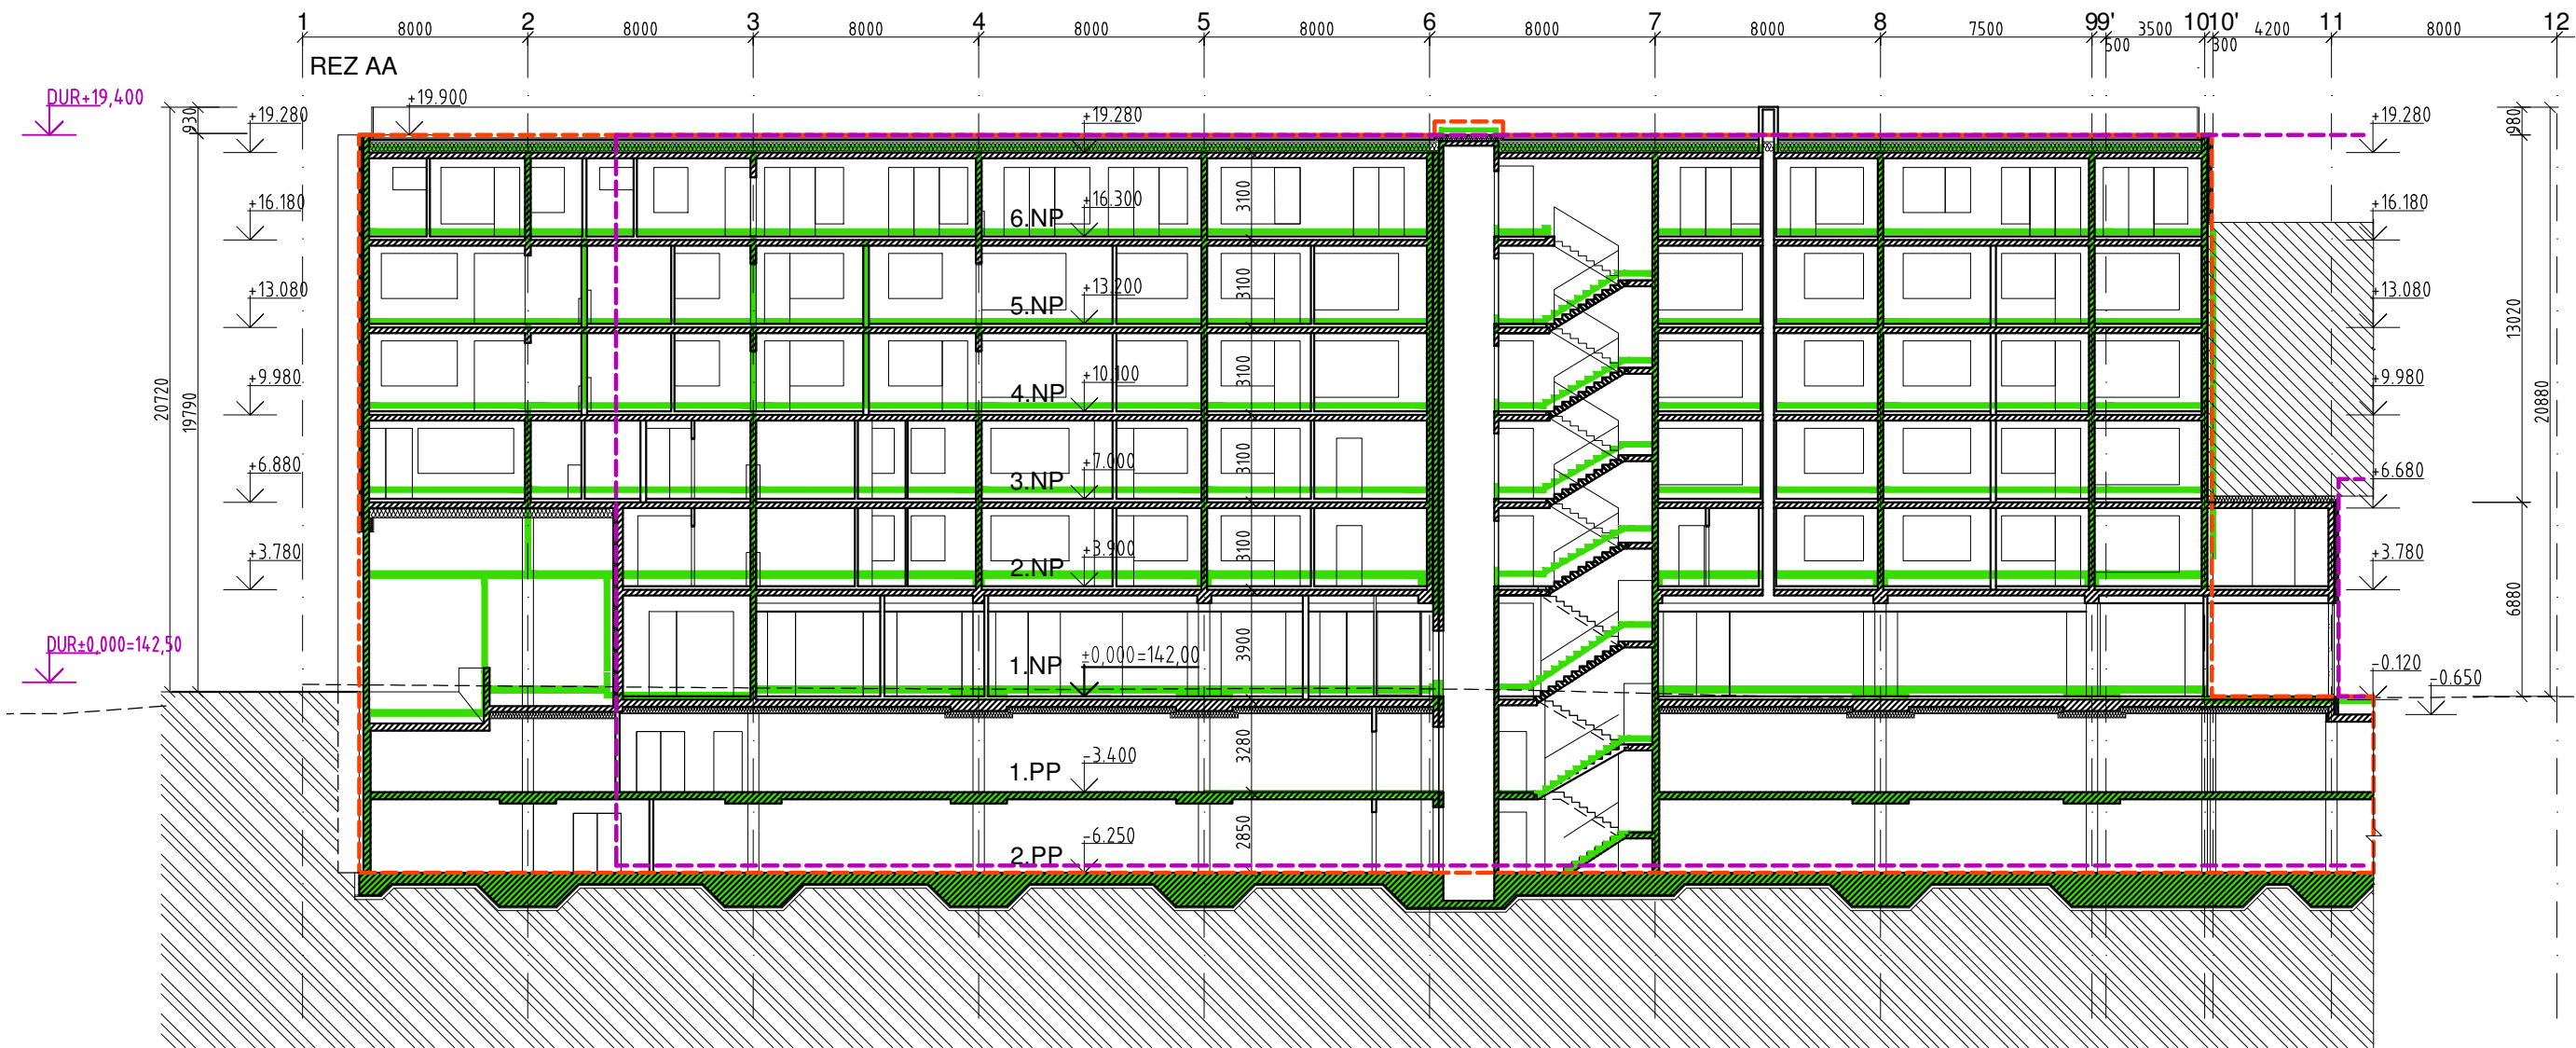 1 2 3 4 5 6 7 8 9 9' 10 10' 11 12
8000 8000 8000 8000 8000 8000 8000 7500 500 3500 300 4200 8000
REZ AA
DUR+19,400
+19.900
+19.280 +19.280 +19.280
930 980
+16.180 +16.300 +16.180
6.NP 3100
+13.080 +13.200 +13.080
5.NP 3100
13020
+9.980 +10.100 +9.980
4.NP 3100
20720 19790 20880
+6.880 +7.000 +6.680
3.NP 3100
+3.780 +3.900 +3.780
2.NP 3100
6880
DUR±0,000=142,50
1.NP ±0,000=142,00 3900
-0.120 -0.650
1.PP -3.400 3280
2.PP -6.250 2850